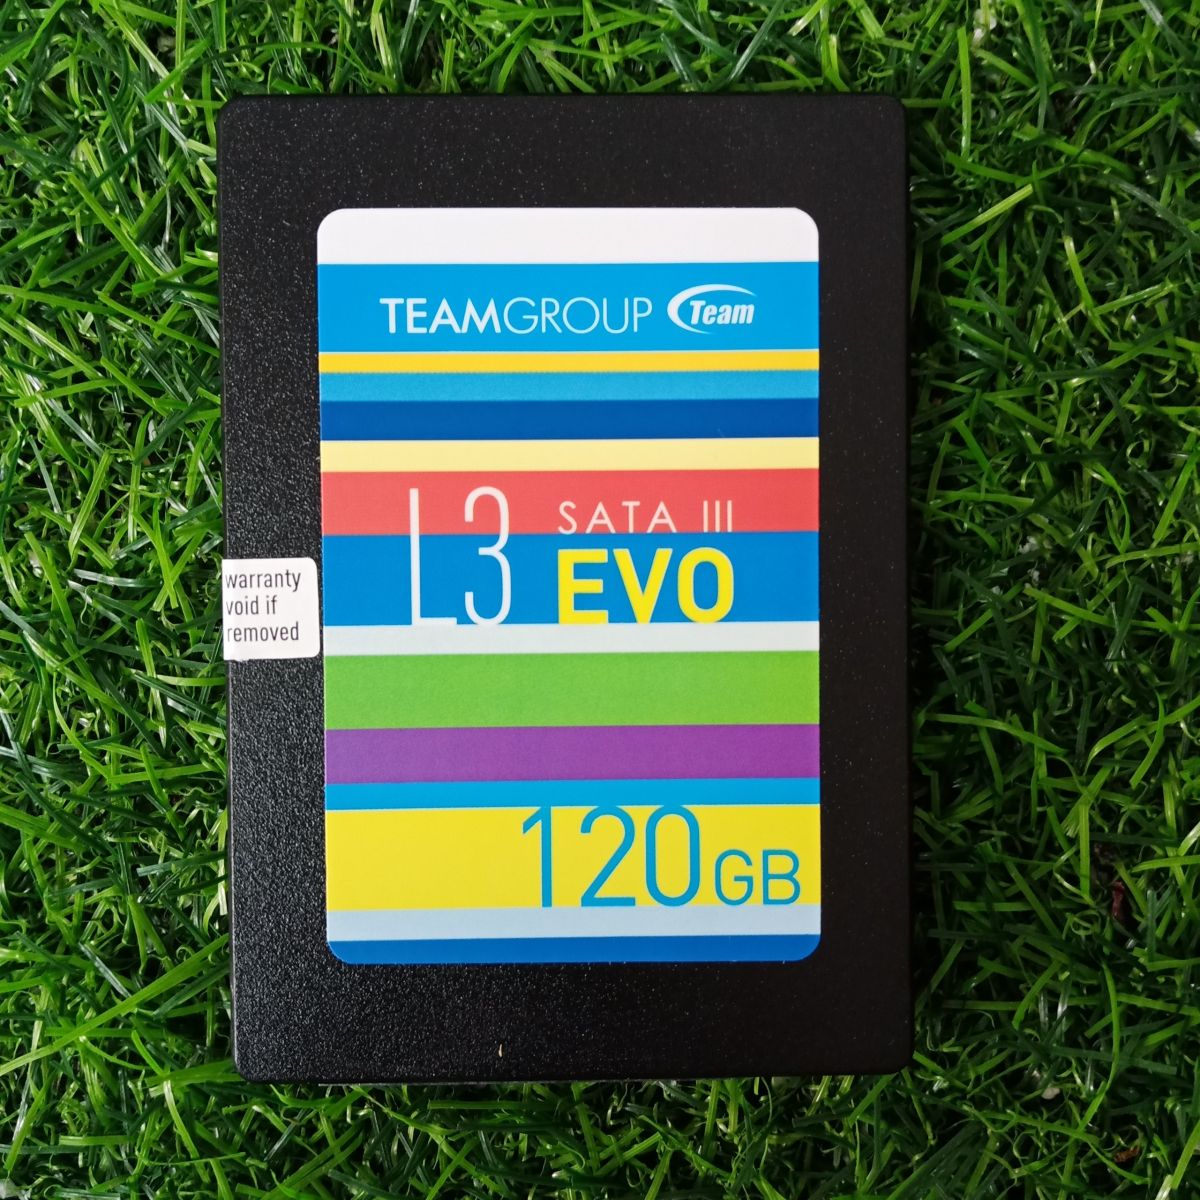 TEAMGROUP Team
L3 SATA III
EVO
warranty
void if
removed
120GB